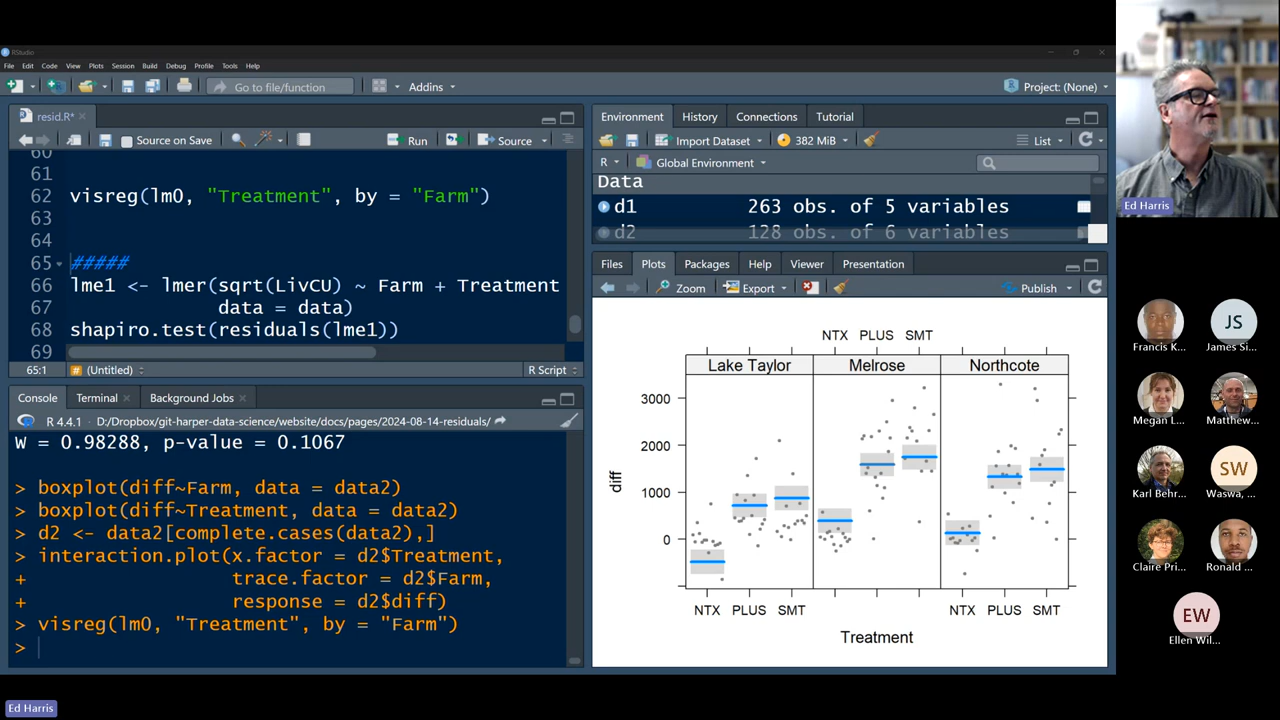 RStudio
File Edit Code View Plots Session Build Debug Profile Tools Help
Go to file/function
Addins
Project: (None)
resid.R*
Source on Save
Run
Source
60
61
62 visreg(lm0, "Treatment", by = "Farm")
63
64
65 #####
66 lme1 <- lmer(sqrt(LivCU) ~ Farm + Treatment
67 data = data)
68 shapiro.test(residuals(lme1))
69
65:1 # (Untitled) R Script
Console Terminal Background Jobs
R 4.4.1 · D:/Dropbox/git-harper-data-science/website/docs/pages/2024-08-14-residuals/
W = 0.98288, p-value = 0.1067
> boxplot(diff~Farm, data = data2)
> boxplot(diff~Treatment, data = data2)
> d2 <- data2[complete.cases(data2),]
> interaction.plot(x.factor = d2$Treatment,
+ trace.factor = d2$Farm,
+ response = d2$diff)
> visreg(lm0, "Treatment", by = "Farm")
>
Environment History Connections Tutorial
Import Dataset 382 MiB List
R Global Environment
Data
d1 263 obs. of 5 variables
d2 128 obs. of 6 variables
Files Plots Packages Help Viewer Presentation
Zoom Export Publish
NTX PLUS SMT
Lake Taylor Melrose Northcote
3000
2000
1000
0
diff
NTX PLUS SMT NTX PLUS SMT
Treatment
Ed Harris
JS
Francis K... James Si...
Megan L... Matthew...
SW
Karl Behr... Waswa, ...
Claire Pri... Ronald ...
EW
Ellen Wil...
Ed Harris